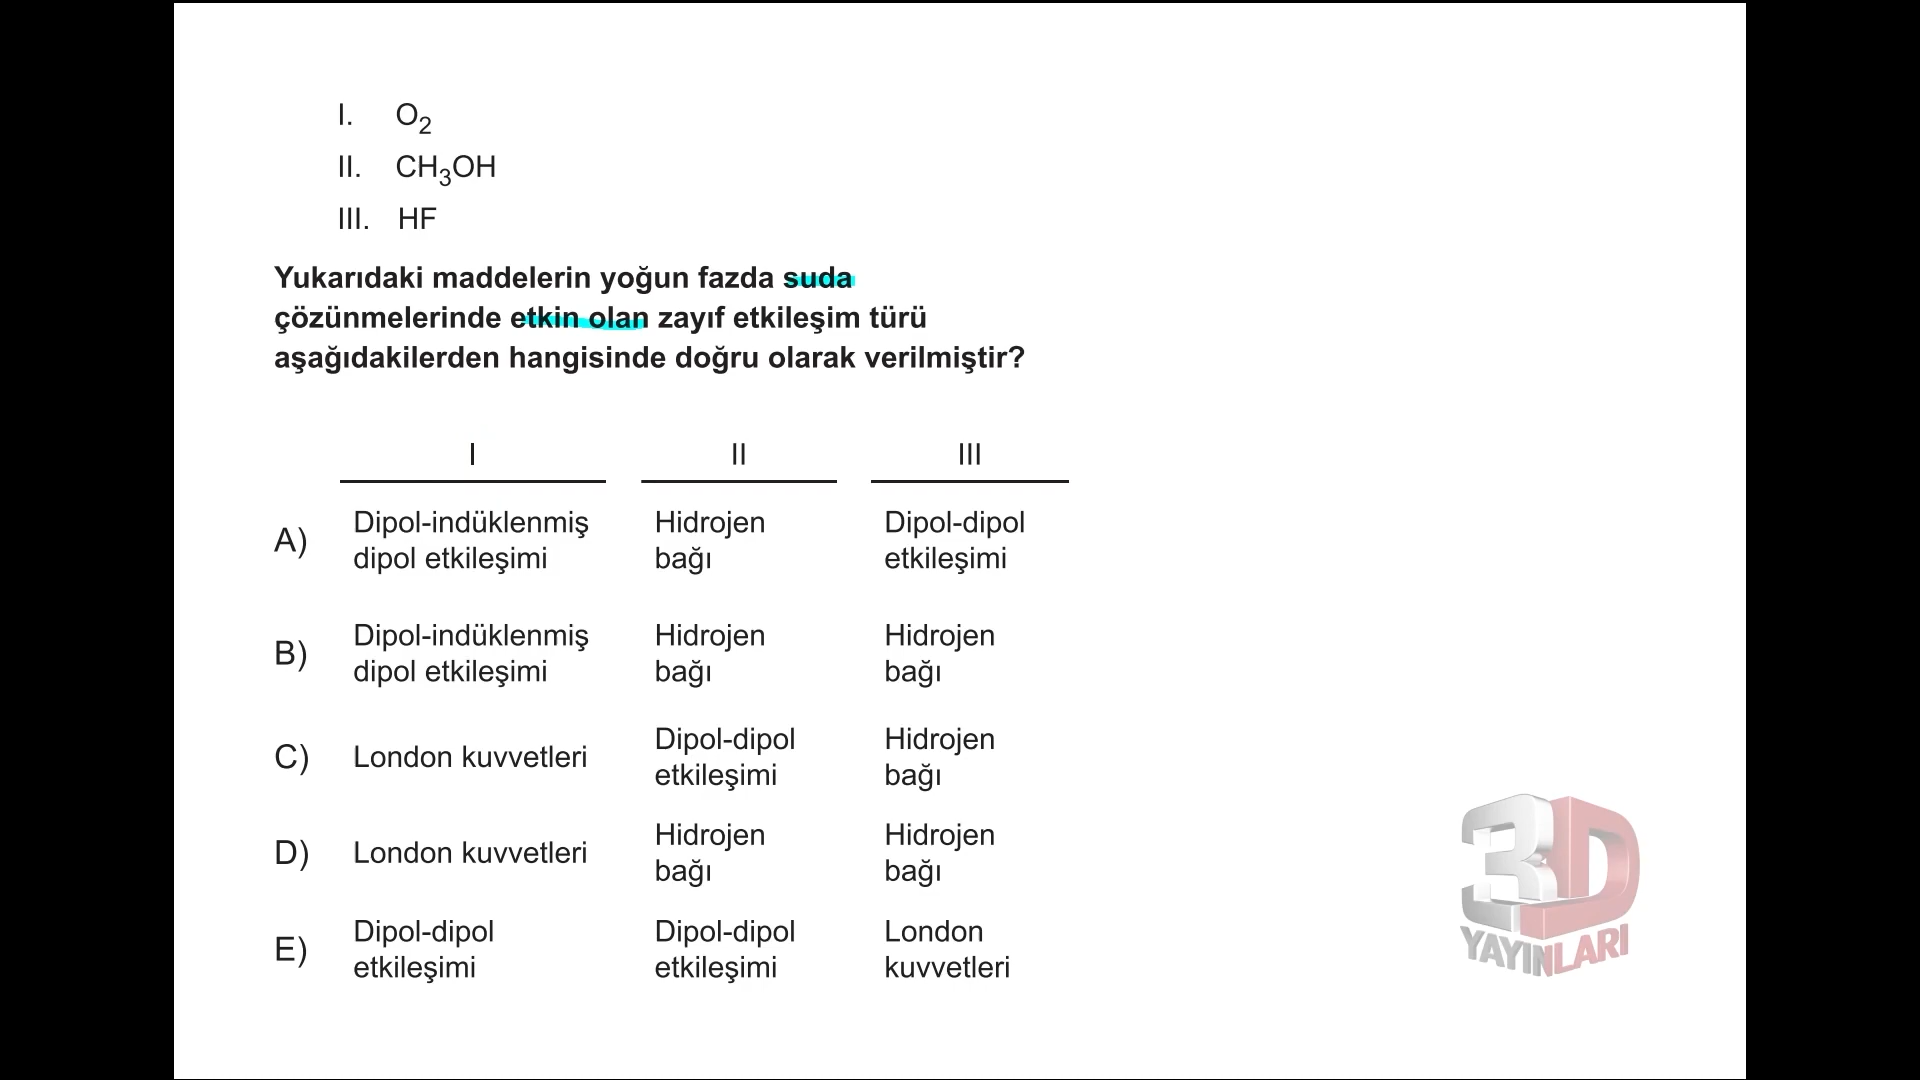 I. O₂
II. CH₃OH
III. HF
Yukarıdaki maddelerin yoğun fazda suda
çözünmelerinde etkin olan zayıf etkileşim türü
aşağıdakilerden hangisinde doğru olarak verilmiştir?
I II III
A) Dipol-indüklenmiş dipol etkileşimi Hidrojen bağı Dipol-dipol etkileşimi
B) Dipol-indüklenmiş dipol etkileşimi Hidrojen bağı Hidrojen bağı
C) London kuvvetleri Dipol-dipol etkileşimi Hidrojen bağı
D) London kuvvetleri Hidrojen bağı Hidrojen bağı
E) Dipol-dipol etkileşimi Dipol-dipol etkileşimi London kuvvetleri
3D
YAYINLARI